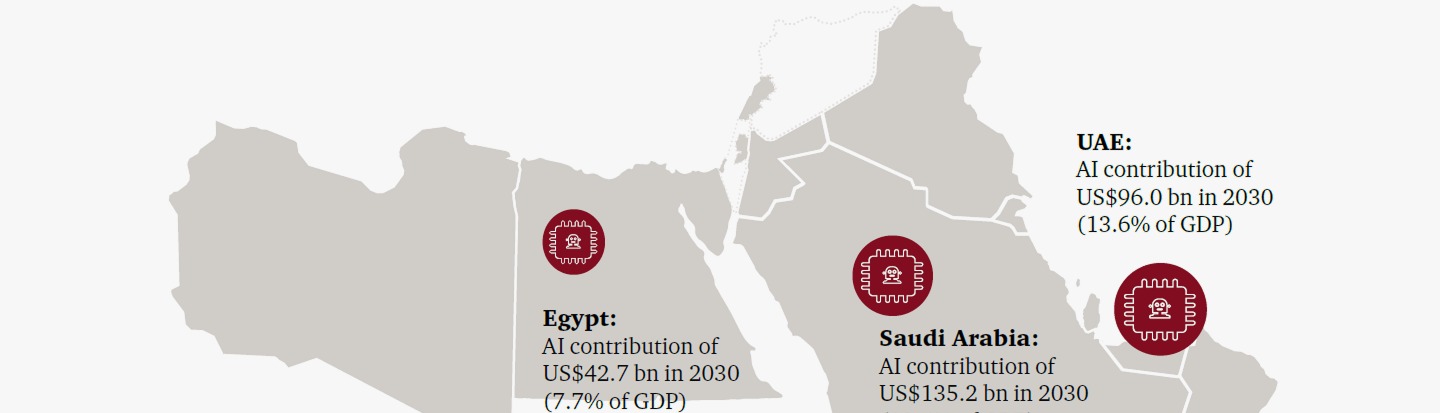 UAE:
AI contribution of
US$96.0 bn in 2030
(13.6% of GDP)
Egypt:
AI contribution of
US$42.7 bn in 2030
(7.7% of GDP)
Saudi Arabia:
AI contribution of
US$135.2 bn in 2030